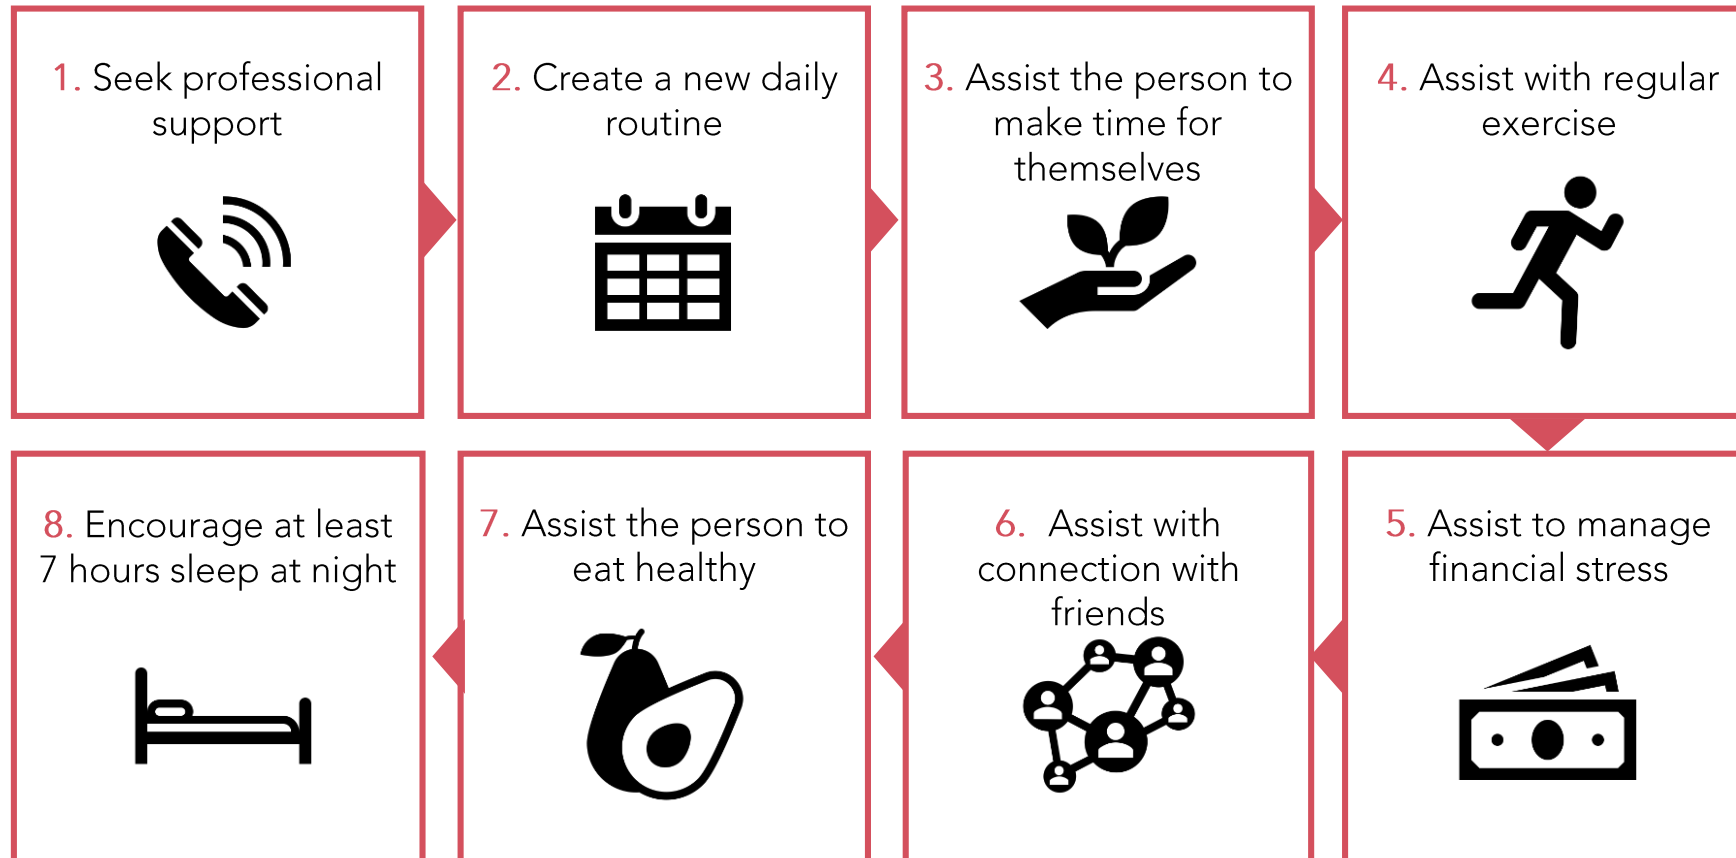 1. Seek professional
support
2. Create a new daily
routine
3. Assist the person to
make time for
themselves
4. Assist with regular
exercise
5. Assist to manage
financial stress
6. Assist with
connection with
friends
7. Assist the person to
eat healthy
8. Encourage at least
7 hours sleep at night